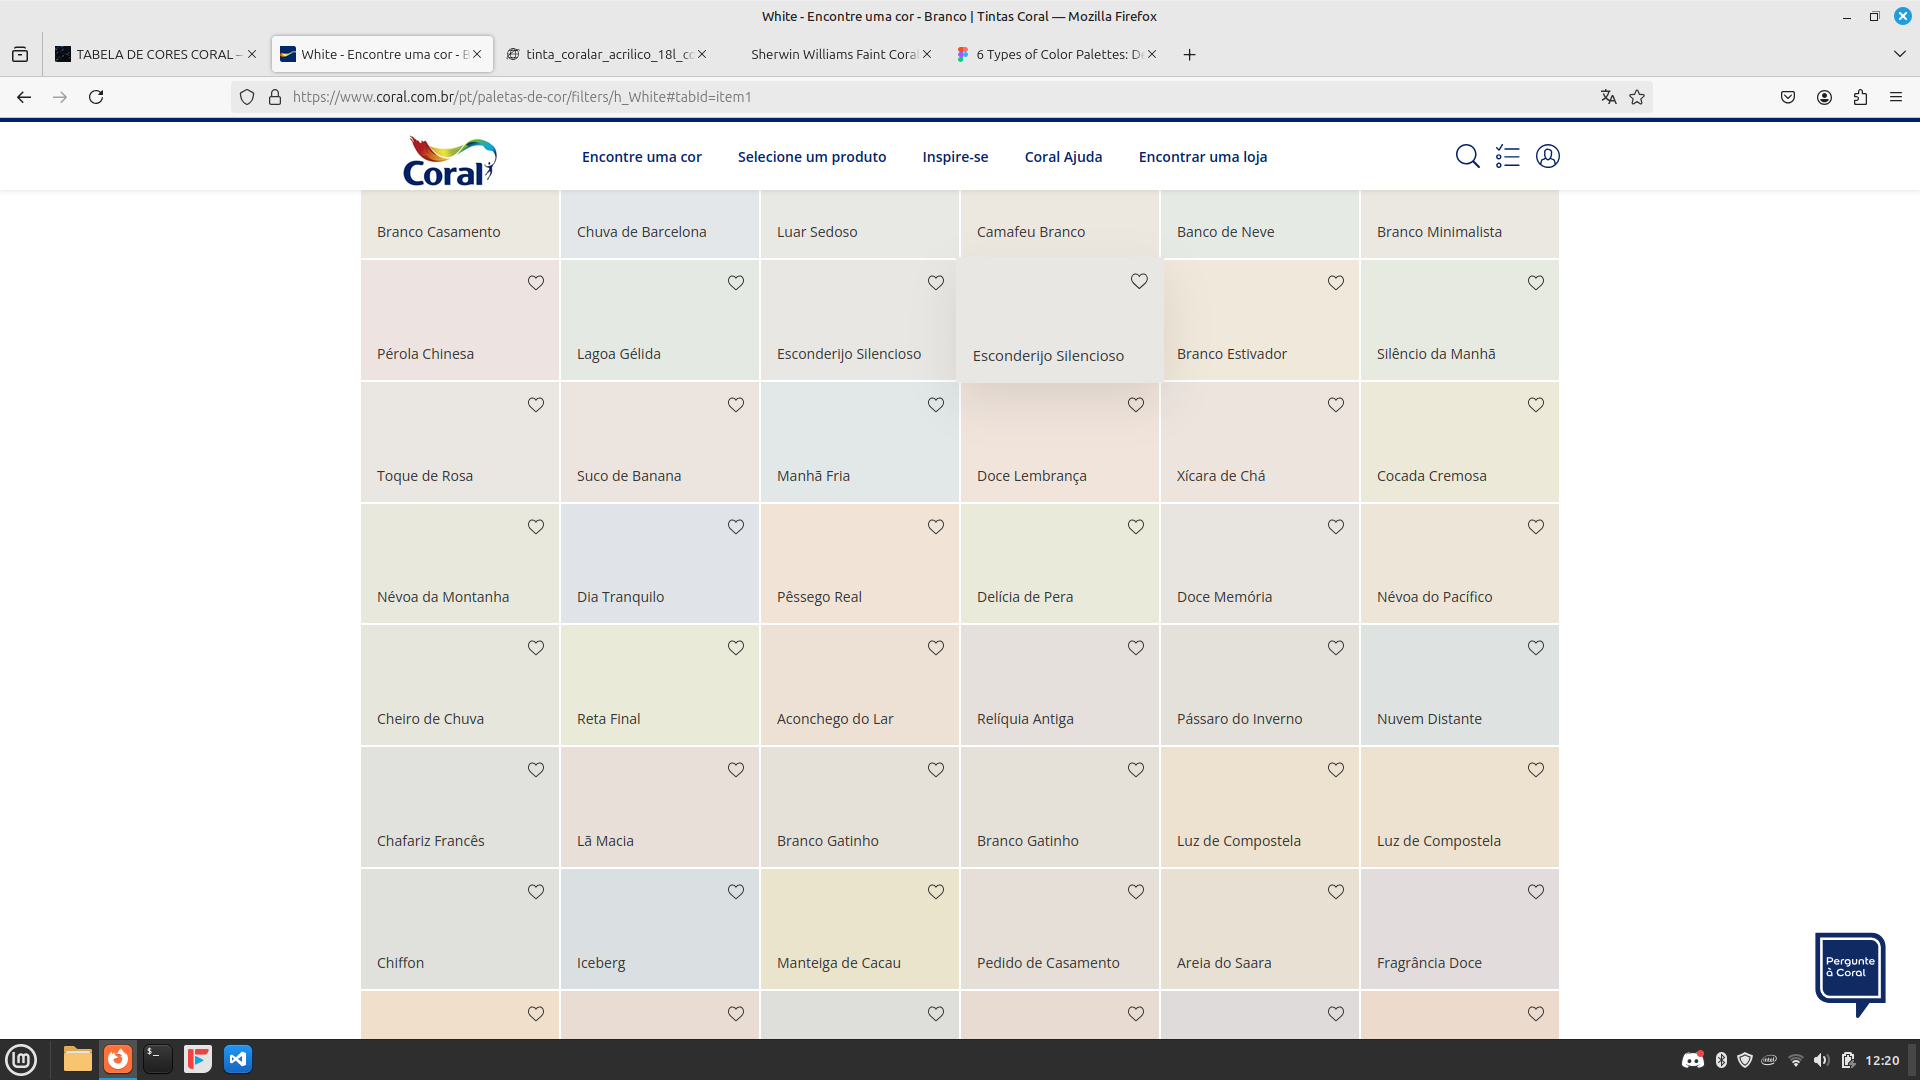 White - Encontre uma cor - Branco | Tintas Coral — Mozilla Firefox
TABELA DE CORES CORAL –
White - Encontre uma cor - B
tinta_coralar_acrilico_18l_co
Sherwin Williams Faint Coral
6 Types of Color Palettes: De
https://www.coral.com.br/pt/paletas-de-cor/filters/h_White#tabId=item1
Coral
Encontre uma cor
Selecione um produto
Inspire-se
Coral Ajuda
Encontrar uma loja
Branco Casamento
Chuva de Barcelona
Luar Sedoso
Camafeu Branco
Banco de Neve
Branco Minimalista
Pérola Chinesa
Lagoa Gélida
Esconderijo Silencioso
Esconderijo Silencioso
Branco Estivador
Silêncio da Manhã
Toque de Rosa
Suco de Banana
Manhã Fria
Doce Lembrança
Xícara de Chá
Cocada Cremosa
Névoa da Montanha
Dia Tranquilo
Pêssego Real
Delícia de Pera
Doce Memória
Névoa do Pacífico
Cheiro de Chuva
Reta Final
Aconchego do Lar
Relíquia Antiga
Pássaro do Inverno
Nuvem Distante
Chafariz Francês
Lã Macia
Branco Gatinho
Branco Gatinho
Luz de Compostela
Luz de Compostela
Chiffon
Iceberg
Manteiga de Cacau
Pedido de Casamento
Areia do Saara
Fragrância Doce
Pergunte
à Coral
12:20